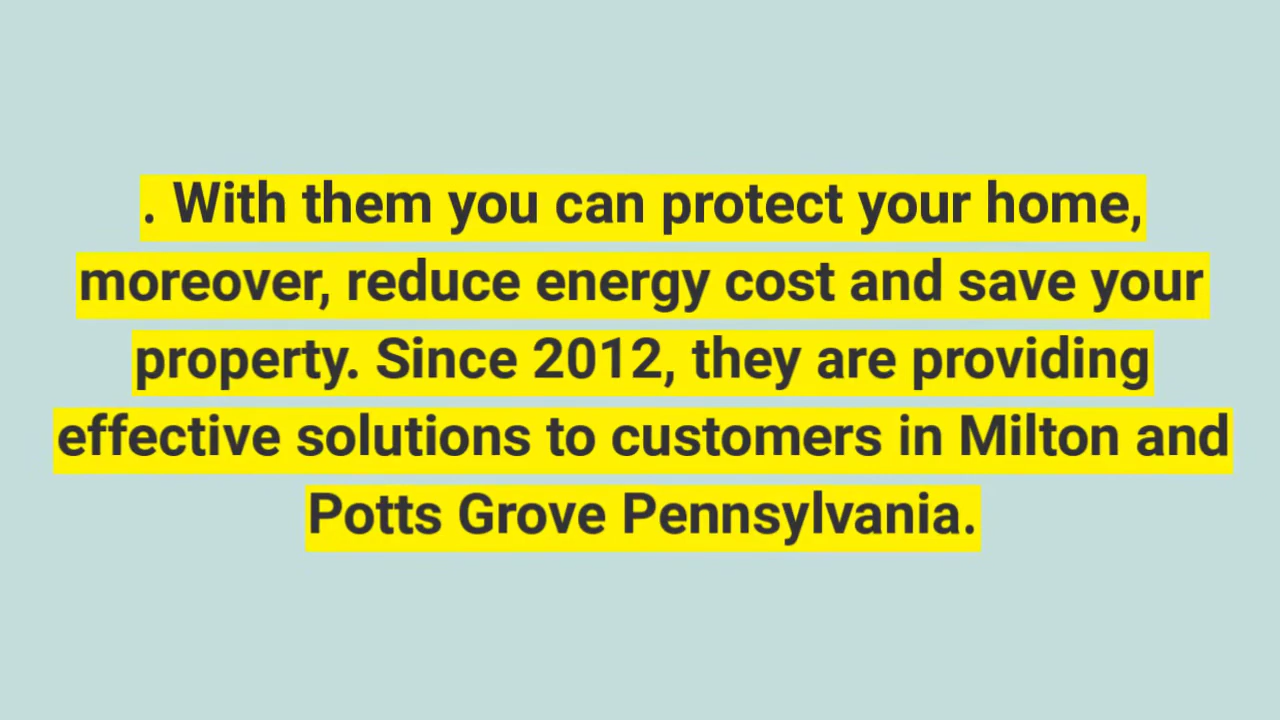 . With them you can protect your home,
moreover, reduce energy cost and save your
property. Since 2012, they are providing
effective solutions to customers in Milton and
Potts Grove Pennsylvania.